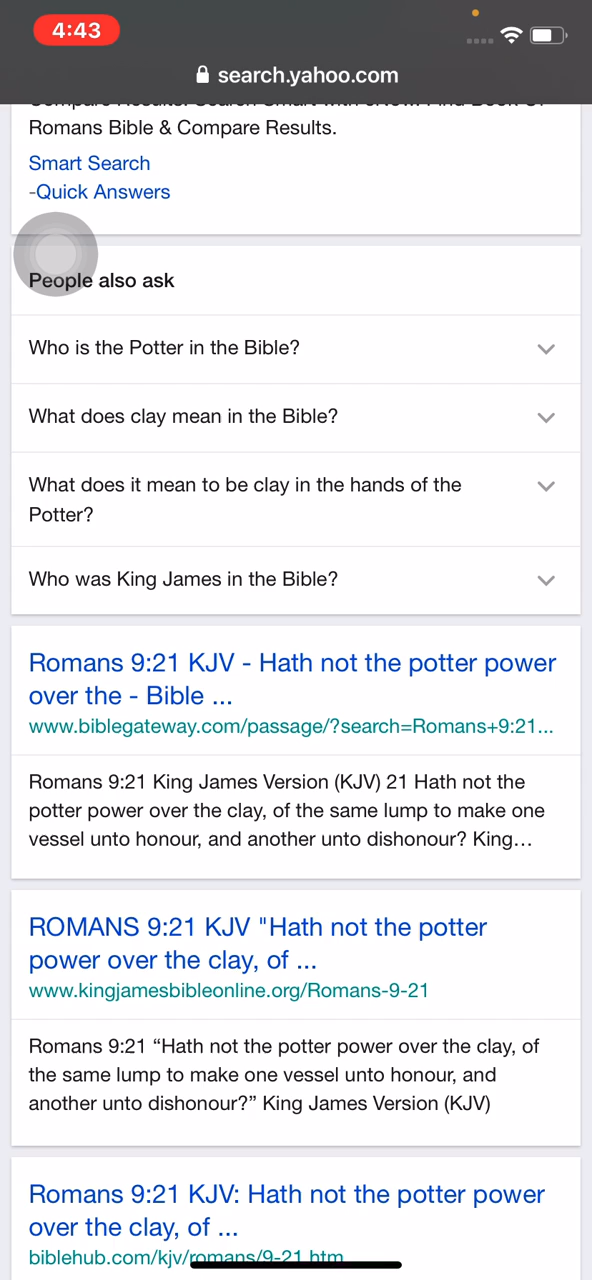 4:43
search.yahoo.com
Romans Bible & Compare Results.
Smart Search
-Quick Answers
People also ask
Who is the Potter in the Bible?
What does clay mean in the Bible?
What does it mean to be clay in the hands of the
Potter?
Who was King James in the Bible?
Romans 9:21 KJV - Hath not the potter power
over the - Bible ...
www.biblegateway.com/passage/?search=Romans+9:21...
Romans 9:21 King James Version (KJV) 21 Hath not the
potter power over the clay, of the same lump to make one
vessel unto honour, and another unto dishonour? King...
ROMANS 9:21 KJV "Hath not the potter
power over the clay, of ...
www.kingjamesbibleonline.org/Romans-9-21
Romans 9:21 “Hath not the potter power over the clay, of
the same lump to make one vessel unto honour, and
another unto dishonour?” King James Version (KJV)
Romans 9:21 KJV: Hath not the potter power
over the clay, of ...
biblehub.com/kjv/romans/9-21.htm